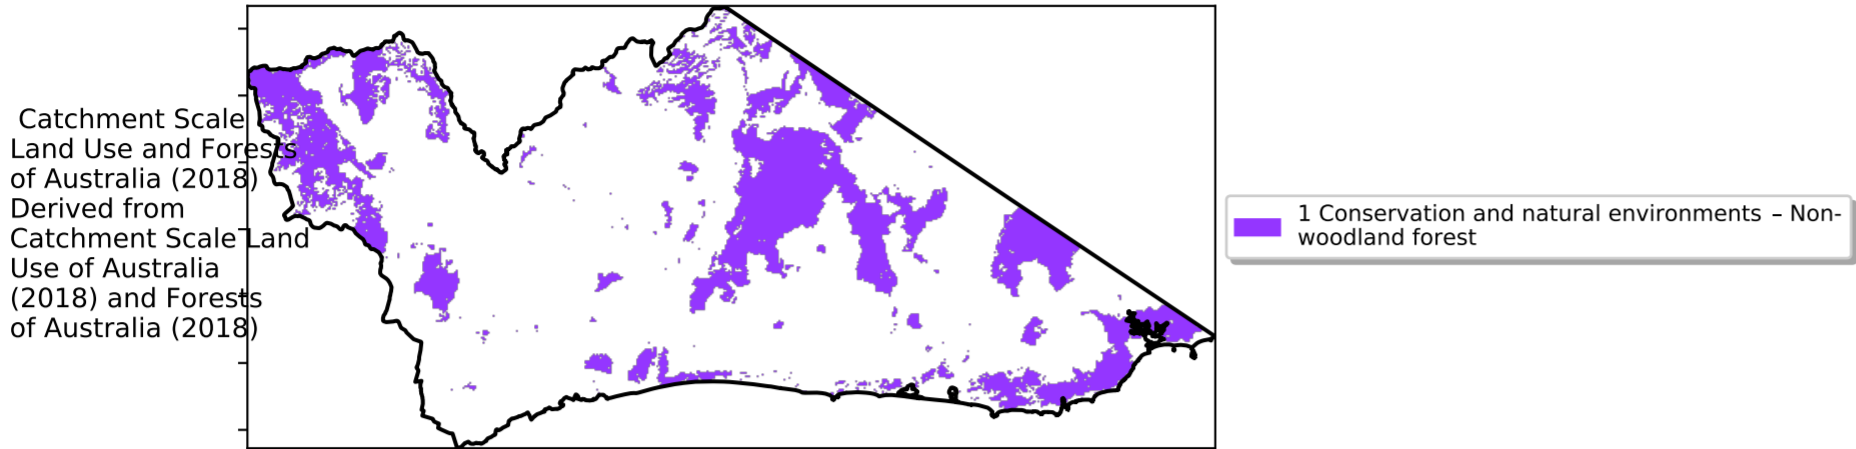 Catchment Scale
Land Use and Forests
of Australia (2018)
Derived from
Catchment Scale Land
Use of Australia
(2018) and Forests
of Australia (2018)
1 Conservation and natural environments – Non-
woodland forest